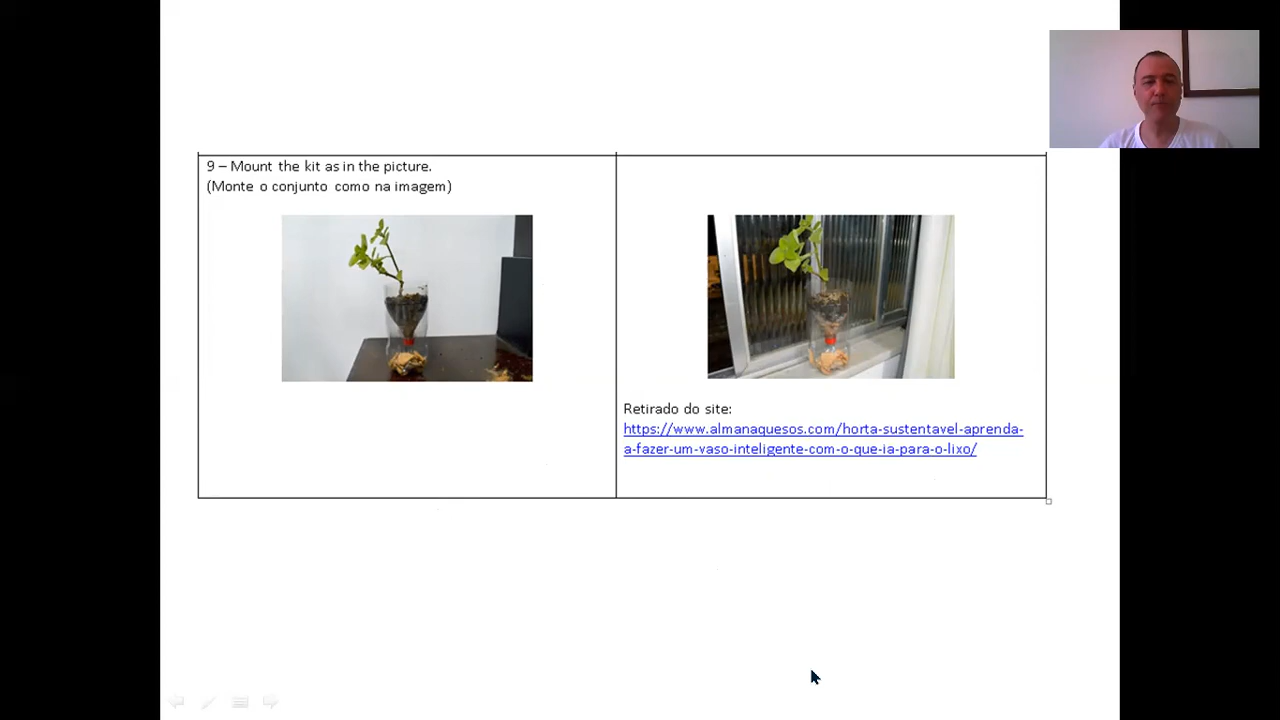 9 – Mount the kit as in the picture.
(Monte o conjunto como na imagem)
Retirado do site:
https://www.almanaquesos.com/horta-sustentavel-aprenda-
a-fazer-um-vaso-inteligente-com-o-que-ia-para-o-lixo/